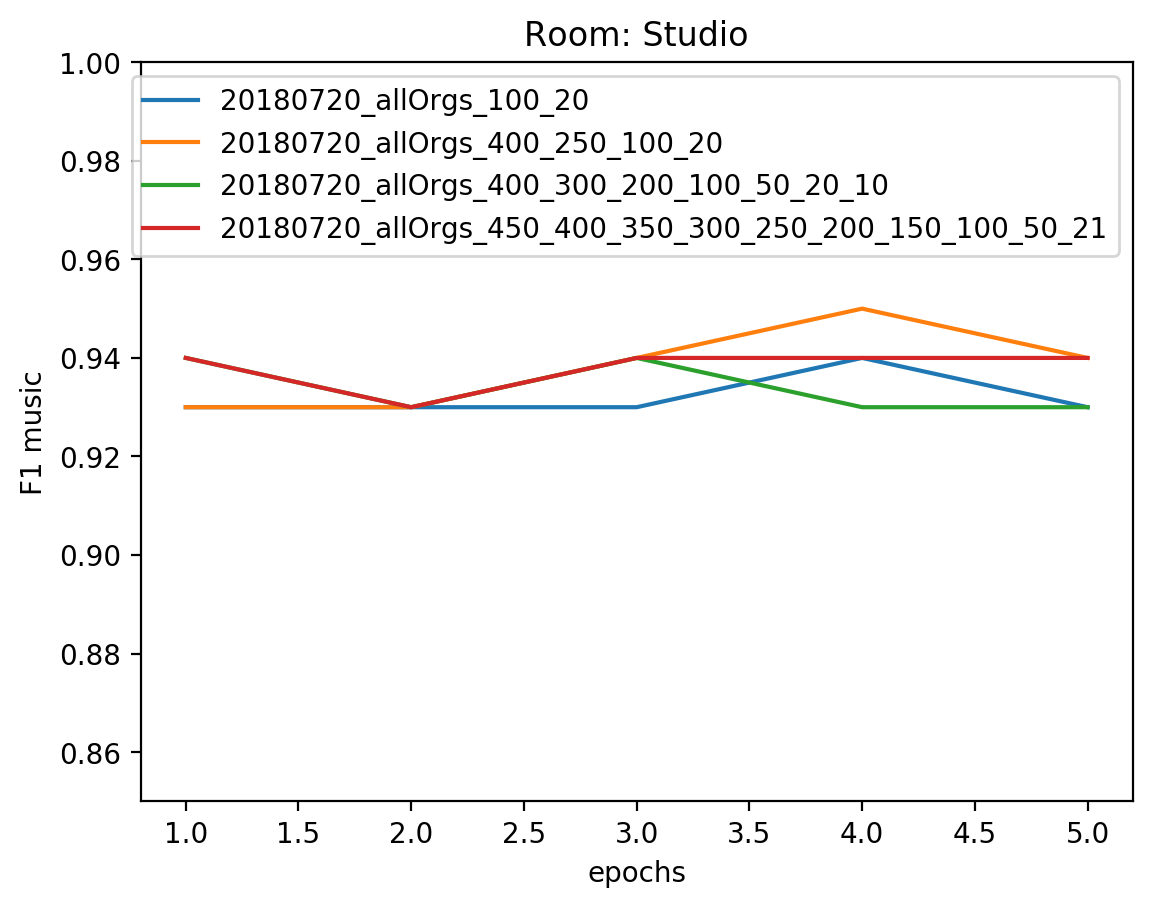 Room: Studio
1.00
0.98
0.96
0.94
0.92
0.90
0.88
0.86
F1 music
20180720_allOrgs_100_20
20180720_allOrgs_400_250_100_20
20180720_allOrgs_400_300_200_100_50_20_10
20180720_allOrgs_450_400_350_300_250_200_150_100_50_21
1.0 1.5 2.0 2.5 3.0 3.5 4.0 4.5 5.0
epochs